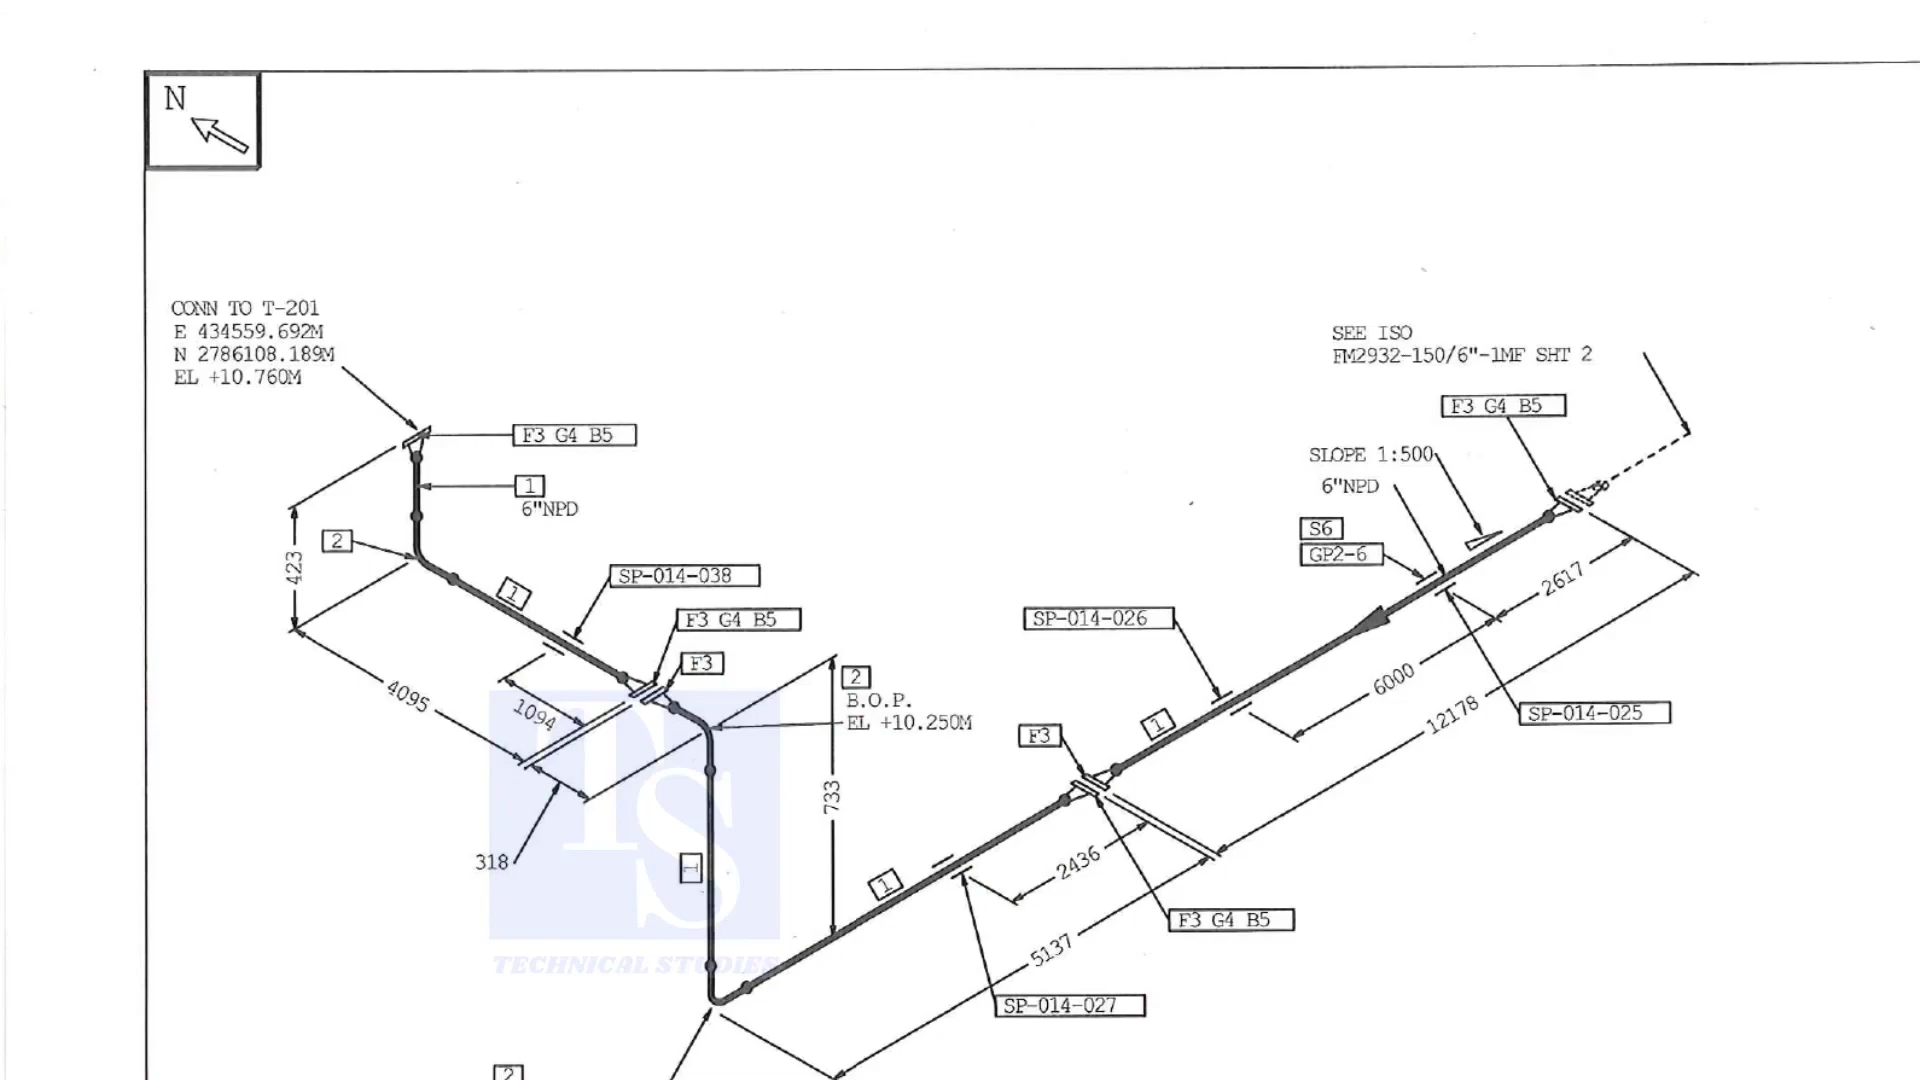 N
CONN TO T-201
E 434559.692M
N 2786108.189M
EL +10.760M
F3 G4 B5
1
6"NPD
2
423
1
SP-014-038
F3 G4 B5
F3
4095
1094
318
2
B.O.P.
EL +10.250M
733
1
TS
TECHNICAL STUDIES
2
SEE ISO
FM2932-150/6"-1MF SHT 2
F3 G4 B5
SLOPE 1:500
6"NPD
S6
GP2-6
2617
SP-014-026
6000
12178
SP-014-025
1
F3
2436
1
F3 G4 B5
5137
SP-014-027